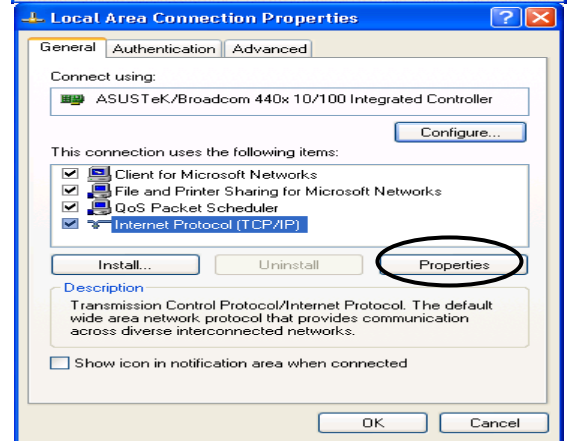 Local Area Connection Properties
General Authentication Advanced
Connect using:
ASUSTeK/Broadcom 440x 10/100 Integrated Controller
Configure...
This connection uses the following items:
Client for Microsoft Networks
File and Printer Sharing for Microsoft Networks
QoS Packet Scheduler
Internet Protocol (TCP/IP)
Install... Uninstall Properties
Description
Transmission Control Protocol/Internet Protocol. The default
wide area network protocol that provides communication
across diverse interconnected networks.
Show icon in notification area when connected
OK Cancel